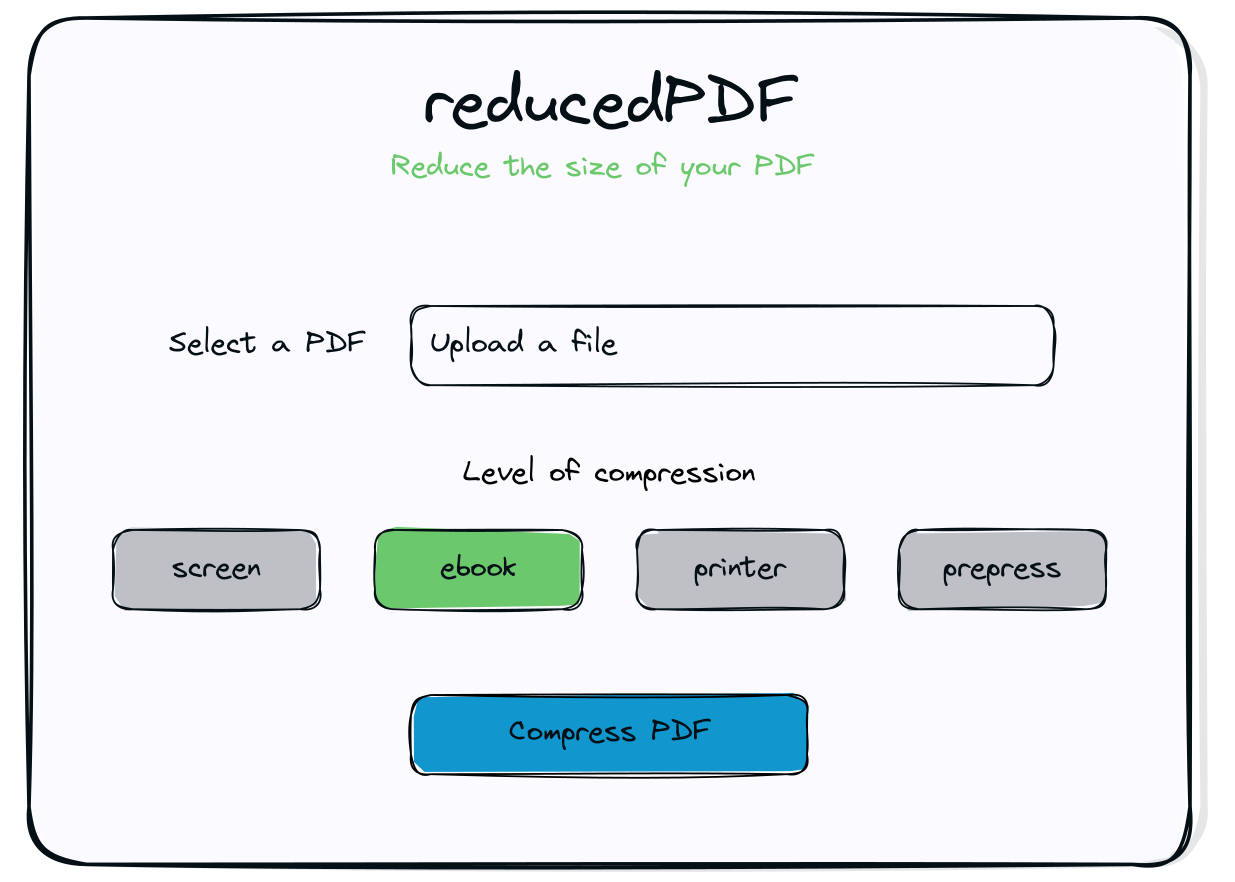 reducedPDF
Reduce the size of your PDF
Select a PDF
Upload a file
Level of compression
screen
ebook
printer
prepress
Compress PDF